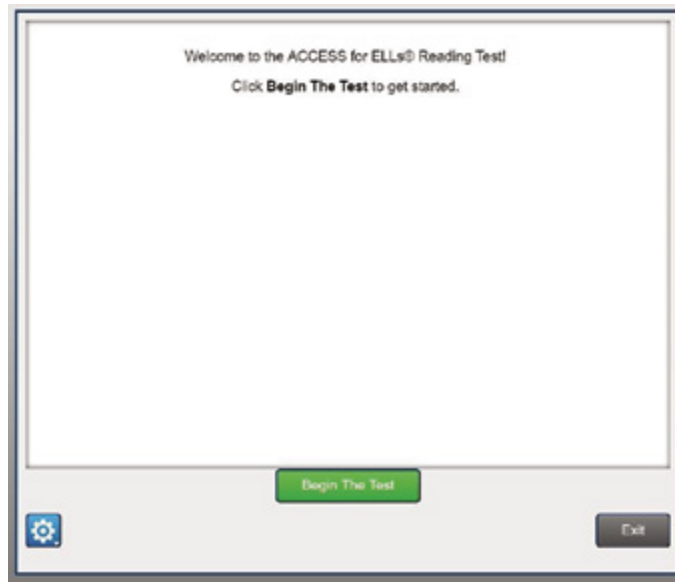 Welcome to the ACCESS for ELLs® Reading Test!
Click Begin The Test to get started.
Begin The Test
Exit